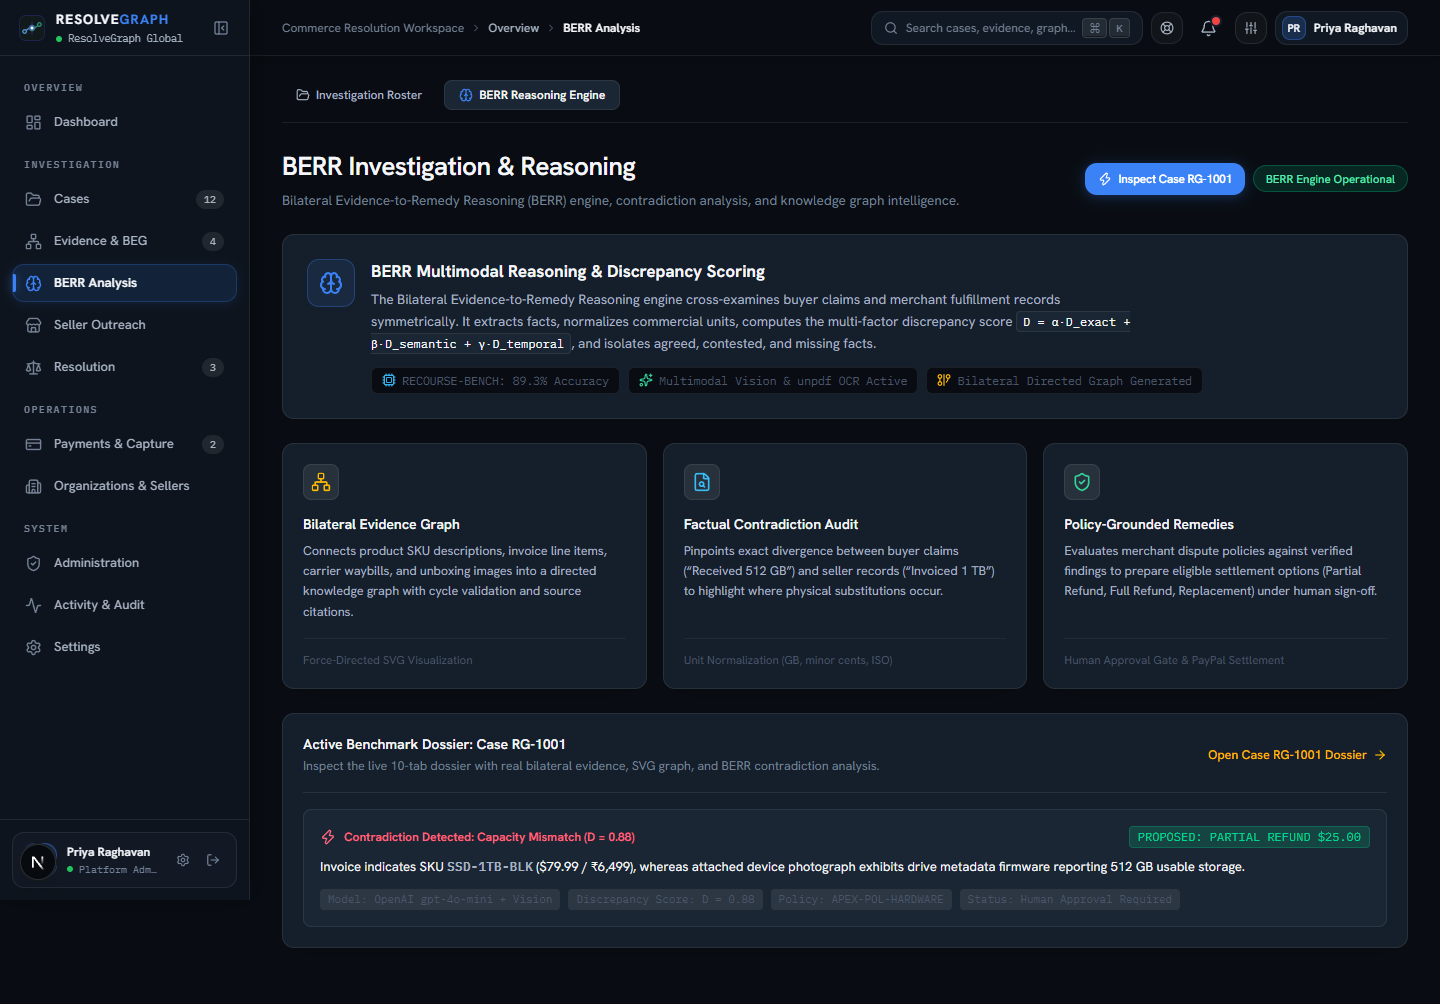 RESOLVEGRAPH
ResolveGraph Global
Commerce Resolution Workspace > Overview > BERR Analysis
Search cases, evidence, graph... ⌘ K
PR Priya Raghavan
OVERVIEW
Dashboard
INVESTIGATION
Cases 12
Evidence & BEG 4
BERR Analysis
Seller Outreach
Resolution 3
OPERATIONS
Payments & Capture 2
Organizations & Sellers
SYSTEM
Administration
Activity & Audit
Settings
N
Priya Raghavan
Platform Adm…
Investigation Roster
BERR Reasoning Engine
BERR Investigation & Reasoning
Bilateral Evidence-to-Remedy Reasoning (BERR) engine, contradiction analysis, and knowledge graph intelligence.
Inspect Case RG-1001
BERR Engine Operational
BERR Multimodal Reasoning & Discrepancy Scoring
The Bilateral Evidence-to-Remedy Reasoning engine cross-examines buyer claims and merchant fulfillment records
symmetrically. It extracts facts, normalizes commercial units, computes the multi-factor discrepancy score D = α·D_exact +
β·D_semantic + γ·D_temporal , and isolates agreed, contested, and missing facts.
RECOURSE-BENCH: 89.3% Accuracy
Multimodal Vision & unpdf OCR Active
Bilateral Directed Graph Generated
Bilateral Evidence Graph
Connects product SKU descriptions, invoice line items,
carrier waybills, and unboxing images into a directed
knowledge graph with cycle validation and source
citations.
Force-Directed SVG Visualization
Factual Contradiction Audit
Pinpoints exact divergence between buyer claims
(“Received 512 GB”) and seller records (“Invoiced 1 TB”)
to highlight where physical substitutions occur.
Unit Normalization (GB, minor cents, ISO)
Policy-Grounded Remedies
Evaluates merchant dispute policies against verified
findings to prepare eligible settlement options (Partial
Refund, Full Refund, Replacement) under human sign-off.
Human Approval Gate & PayPal Settlement
Active Benchmark Dossier: Case RG-1001
Inspect the live 10-tab dossier with real bilateral evidence, SVG graph, and BERR contradiction analysis.
Open Case RG-1001 Dossier →
Contradiction Detected: Capacity Mismatch (D = 0.88)
PROPOSED: PARTIAL REFUND $25.00
Invoice indicates SKU SSD-1TB-BLK ($79.99 / ₹6,499), whereas attached device photograph exhibits drive metadata firmware reporting 512 GB usable storage.
Model: OpenAI gpt-4o-mini + Vision
Discrepancy Score: D = 0.88
Policy: APEX-POL-HARDWARE
Status: Human Approval Required